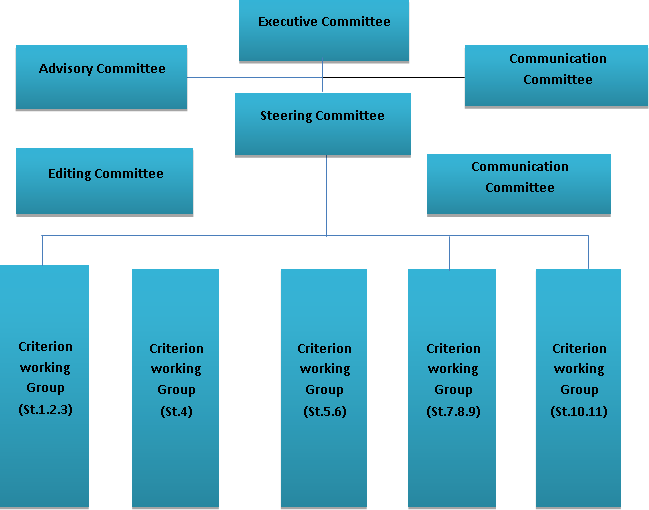 Executive Committee
Advisory Committee
Communication
Committee
Steering Committee
Editing Committee
Communication
Committee
Criterion
working
Group
(St.1.2.3)
Criterion
working
Group
(St.4)
Criterion
working
Group
(St.5.6)
Criterion
working
Group
(St.7.8.9)
Criterion
working
Group
(St.10.11)